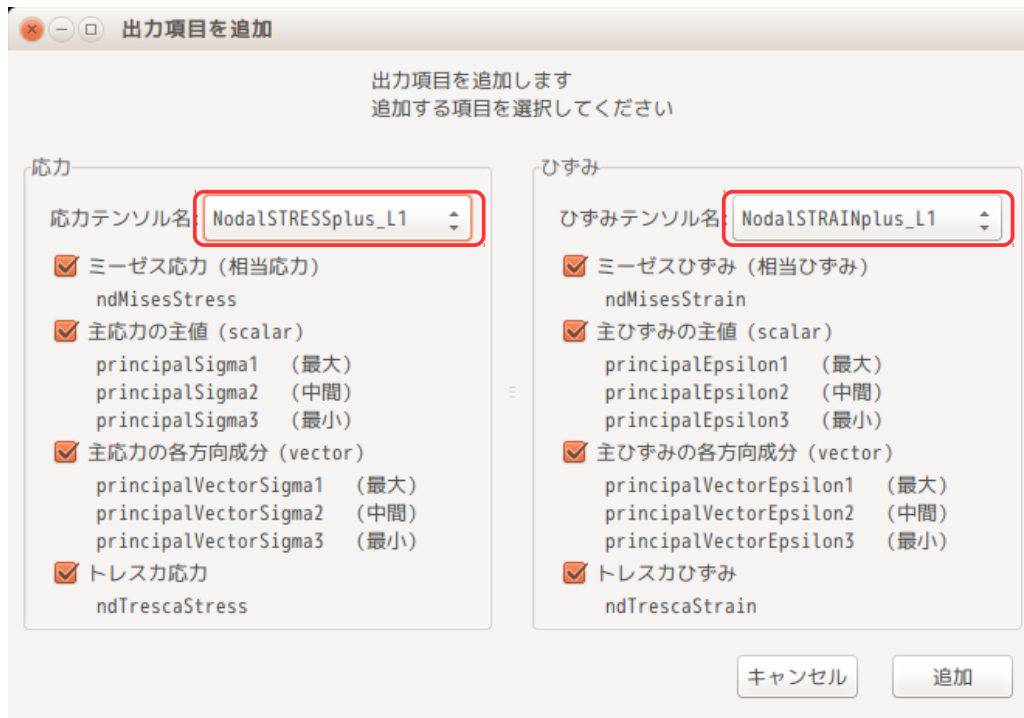 出力項目を追加
出力項目を追加します
追加する項目を選択してください
応力
応力テンソル名: NodalSTRESSplus_L1
ミーゼス応力 (相当応力)
ndMisesStress
主応力の主値 (scalar)
principalSigma1 (最大)
principalSigma2 (中間)
principalSigma3 (最小)
主応力の各方向成分 (vector)
principalVectorSigma1 (最大)
principalVectorSigma2 (中間)
principalVectorSigma3 (最小)
トレスカ応力
ndTrescaStress
ひずみ
ひずみテンソル名: NodalSTRAINplus_L1
ミーゼスひずみ (相当ひずみ)
ndMisesStrain
主ひずみの主値 (scalar)
principalEpsilon1 (最大)
principalEpsilon2 (中間)
principalEpsilon3 (最小)
主ひずみの各方向成分 (vector)
principalVectorEpsilon1 (最大)
principalVectorEpsilon2 (中間)
principalVectorEpsilon3 (最小)
トレスカひずみ
ndTrescaStrain
キャンセル
追加